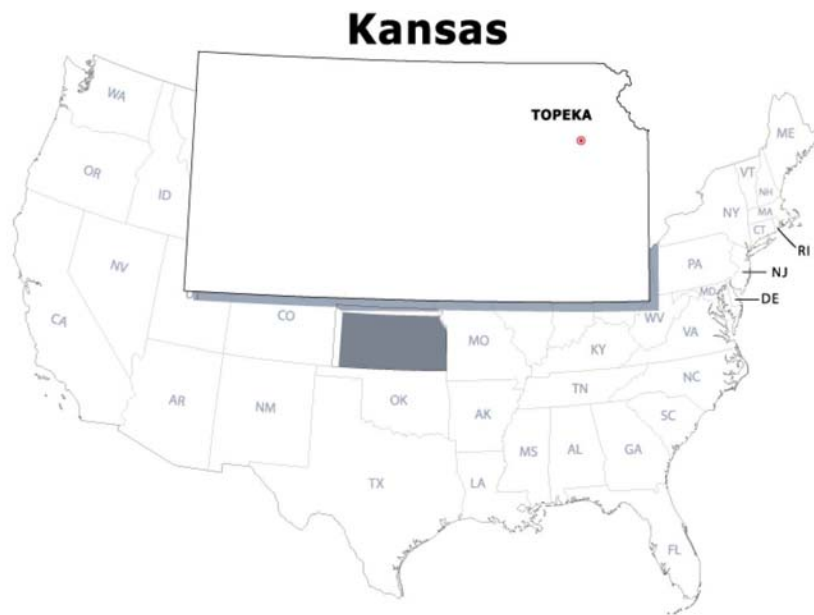 Kansas
TOPEKA
WA
ME
OR
ID
VT
NH
NY
MA
CT
RI
NV
PA
NJ
MD
DE
CO
CA
MO
WV
VA
KY
NC
TN
AR
NM
OK
AK
SC
MS
AL
GA
TX
LA
FL